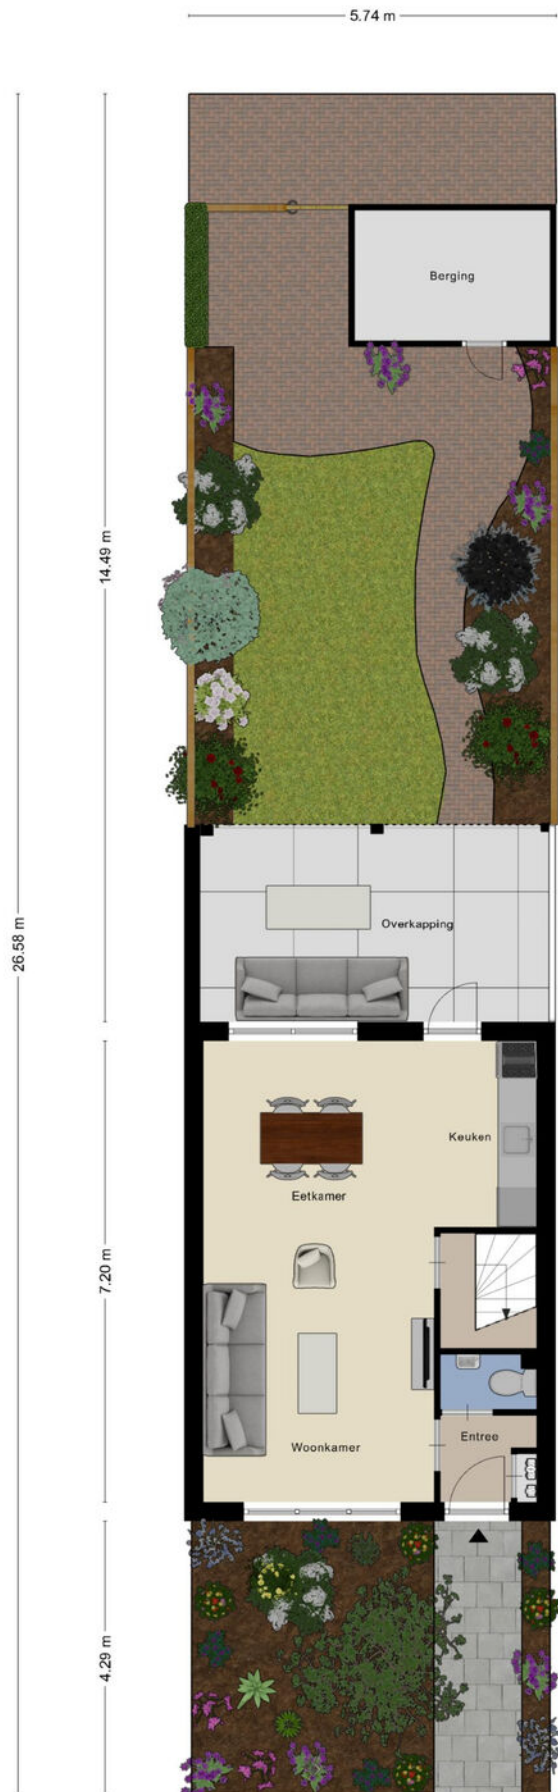 5.74 m
Berging
14.49 m
Overkapping
26.58 m
Keuken
Eetkamer
7.20 m
Entree
Woonkamer
4.29 m